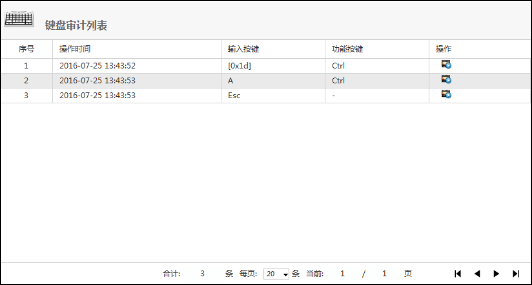 键盘审计列表
序号 操作时间 输入按键 功能按键 操作
1 2016-07-25 13:43:52 [0x1d] Ctrl
2 2016-07-25 13:43:53 A Ctrl
3 2016-07-25 13:43:53 Esc -
合计: 3 条 每页: 20 条 当前: 1 / 1 页